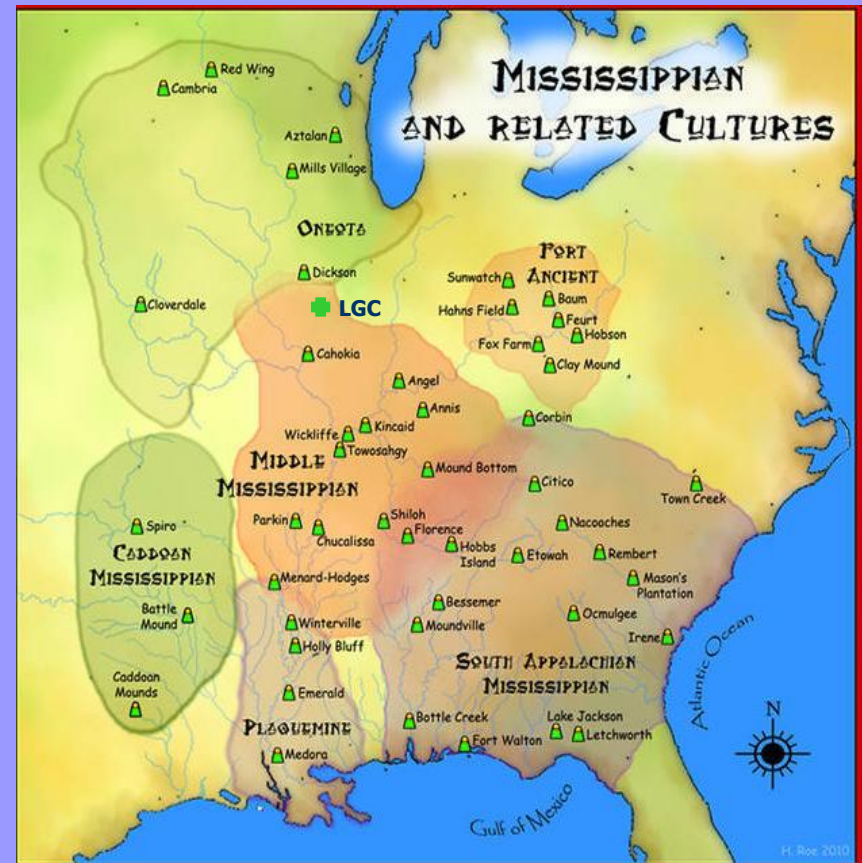 Mississippian
and related Cultures
Red Wing
Cambria
Aztalan
Mills Village
Oneota
Dickson
Cloverdale
LGC
Fort
Ancient
Sunwatch
Baum
Hahns Field
Feurt
Hobson
Fox Farm
Clay Mound
Cahokia
Angel
Annis
Corbin
Kincaid
Wickliffe
Towosahgy
Middle
Mississippian
Mound Bottom
Citico
Town Creek
Spiro
Caddoan
Mississippian
Battle
Mound
Caddoan
Mounds
Parkin
Chucalissa
Shiloh
Florence
Hobbs
Island
Nacooches
Etowah
Rembert
Mason's
Plantation
Menard-Hodges
Bessemer
Moundville
Ocmulgee
Irene
Winterville
Holly Bluff
South Appalachian
Mississippian
Emerald
Plaquemine
Medora
Bottle Creek
Fort Walton
Lake Jackson
Letchworth
Atlantic Ocean
N
Gulf of Mexico
H. Roe 2010